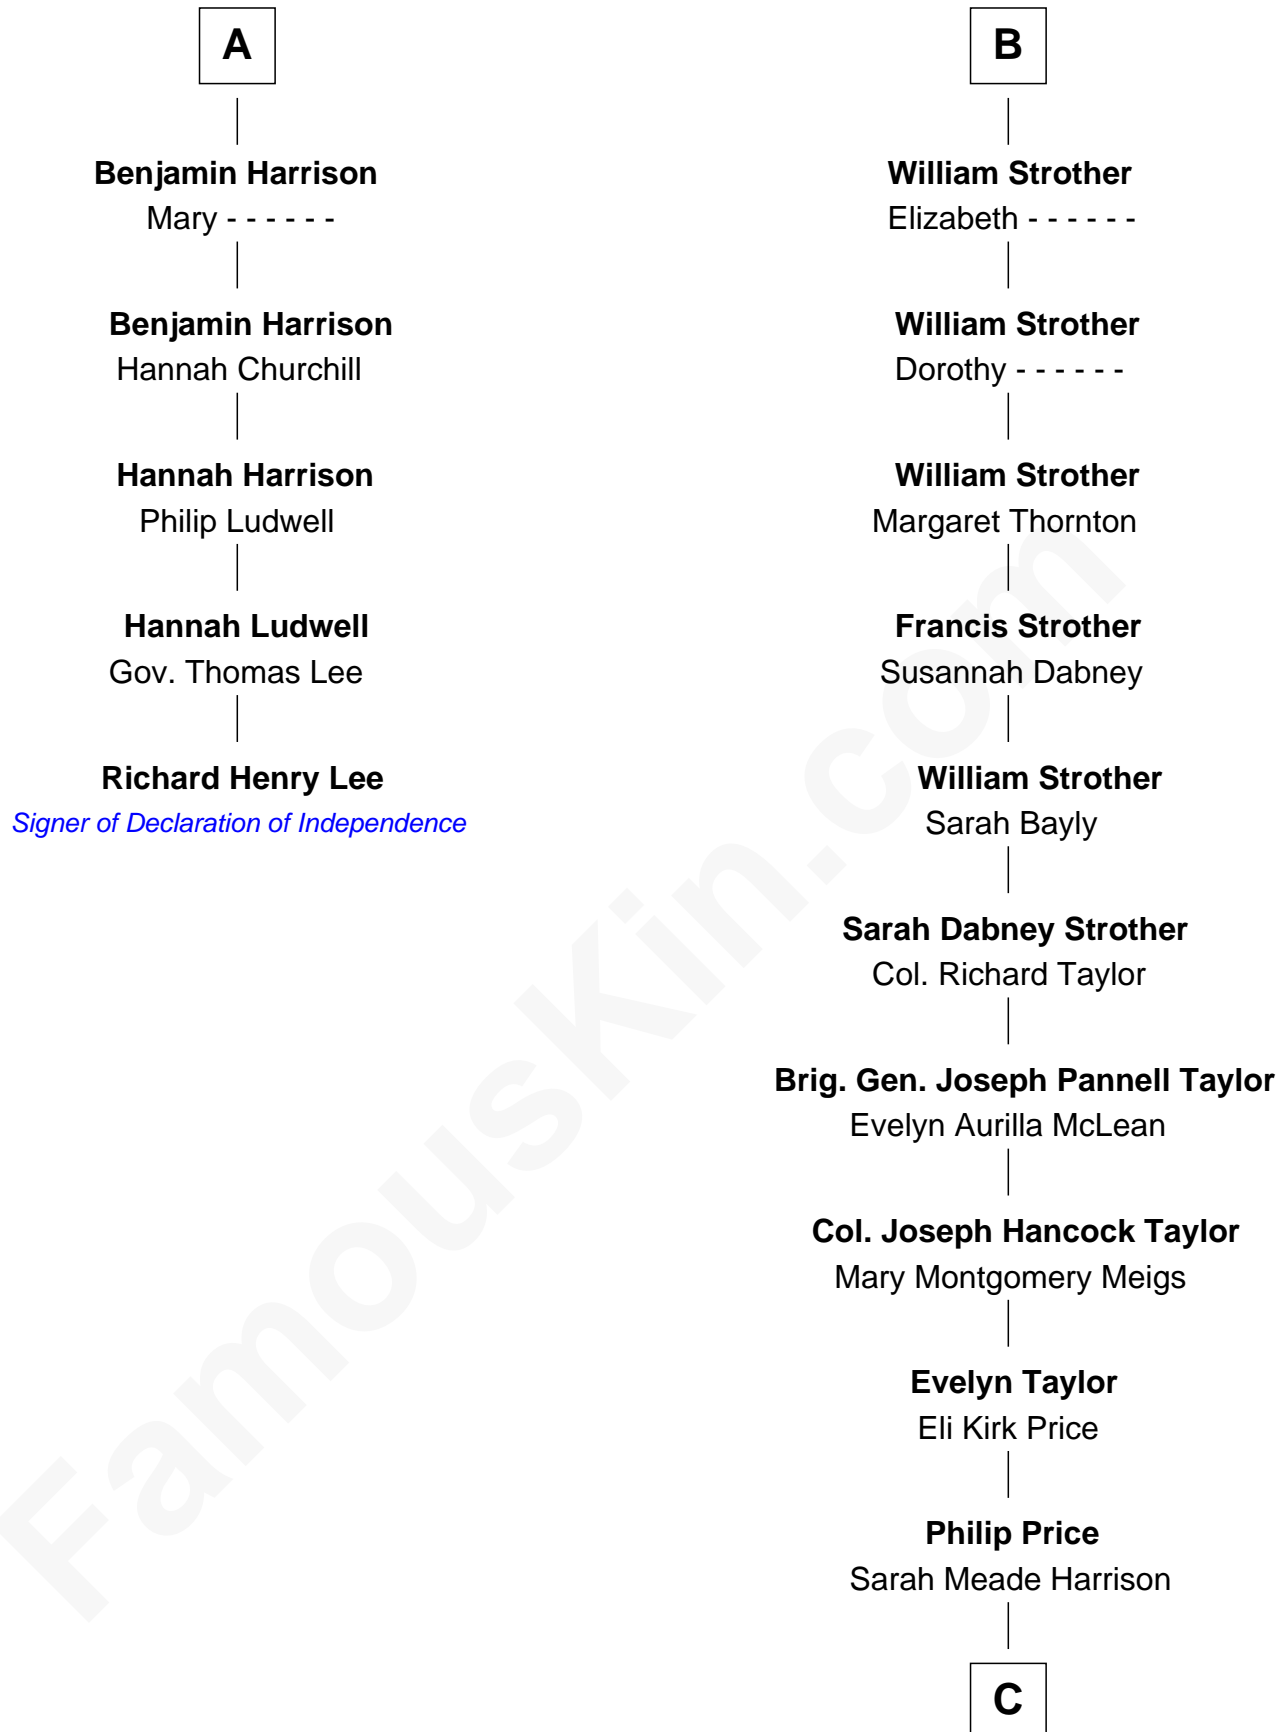 A
Benjamin Harrison
Mary - - - - - -
Benjamin Harrison
Hannah Churchill
Hannah Harrison
Philip Ludwell
Hannah Ludwell
Gov. Thomas Lee
Richard Henry Lee
Signer of Declaration of Independence
B
William Strother
Elizabeth - - - - - -
William Strother
Dorothy - - - - - -
William Strother
Margaret Thornton
Francis Strother
Susannah Dabney
William Strother
Sarah Bayly
Sarah Dabney Strother
Col. Richard Taylor
Brig. Gen. Joseph Pannell Taylor
Evelyn Aurilla McLean
Col. Joseph Hancock Taylor
Mary Montgomery Meigs
Evelyn Taylor
Eli Kirk Price
Philip Price
Sarah Meade Harrison
C
FamousKin.com